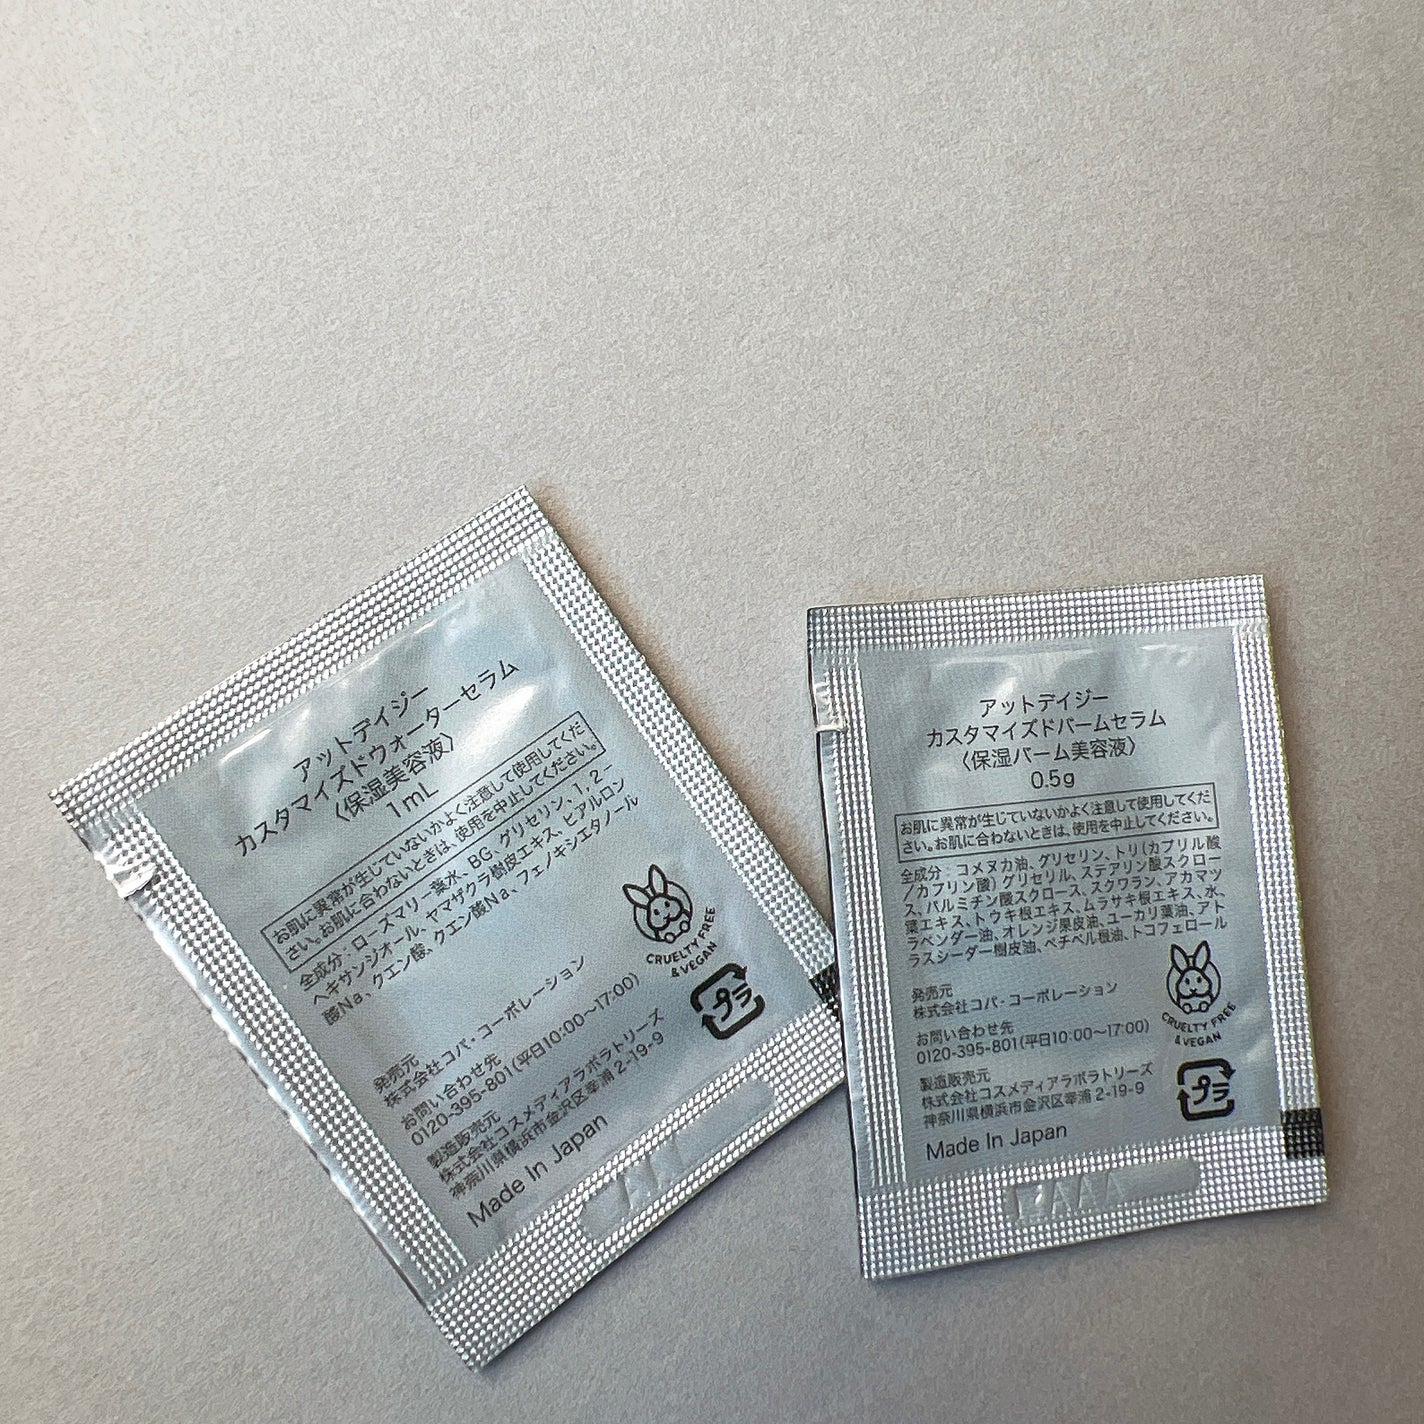 アットデイジー
カスタマイズドウォーターセラム
〈保湿美容液〉
1mL
お肌に異常が生じていないかよく注意して使用してくだ
さい。お肌に合わないときは、使用を中止してください。
全成分：ローズマリー葉水、BG、グリセリン、1,2－
ヘキサンジオール、ヤマザクラ樹皮エキス、ヒアルロン
酸Na、クエン酸、クエン酸Na、フェノキシエタノール
発売元
株式会社コパ・コーポレーション
お問い合わせ先
0120-395-801(平日10:00〜17:00)
製造販売元
株式会社コスメディアラボラトリーズ
神奈川県横浜市金沢区幸浦 2-19-9
Made In Japan
CRUELTY FREE
& VEGAN
プラ
アットデイジー
カスタマイズドバームセラム
〈保湿バーム美容液〉
0.5g
お肌に異常が生じていないかよく注意して使用してくだ
さい。お肌に合わないときは、使用を中止してください。
全成分：コメヌカ油、グリセリン、トリ(カプリル酸
／カプリン酸) グリセリル、ステアリン酸スクロー
ス、パルミチン酸スクロース、スクワラン、アカマツ
葉エキス、トウキ根エキス、ムラサキ根エキス、水、
ラベンダー油、オレンジ果皮油、ユーカリ葉油、アト
ラスシーダー樹皮油、ベチベル根油、トコフェロール
発売元
株式会社コパ・コーポレーション
お問い合わせ先
0120-395-801(平日10:00〜17:00)
製造販売元
株式会社コスメディアラボラトリーズ
神奈川県横浜市金沢区幸浦 2-19-9
Made In Japan
CRUELTY FREE
& VEGAN
プラ